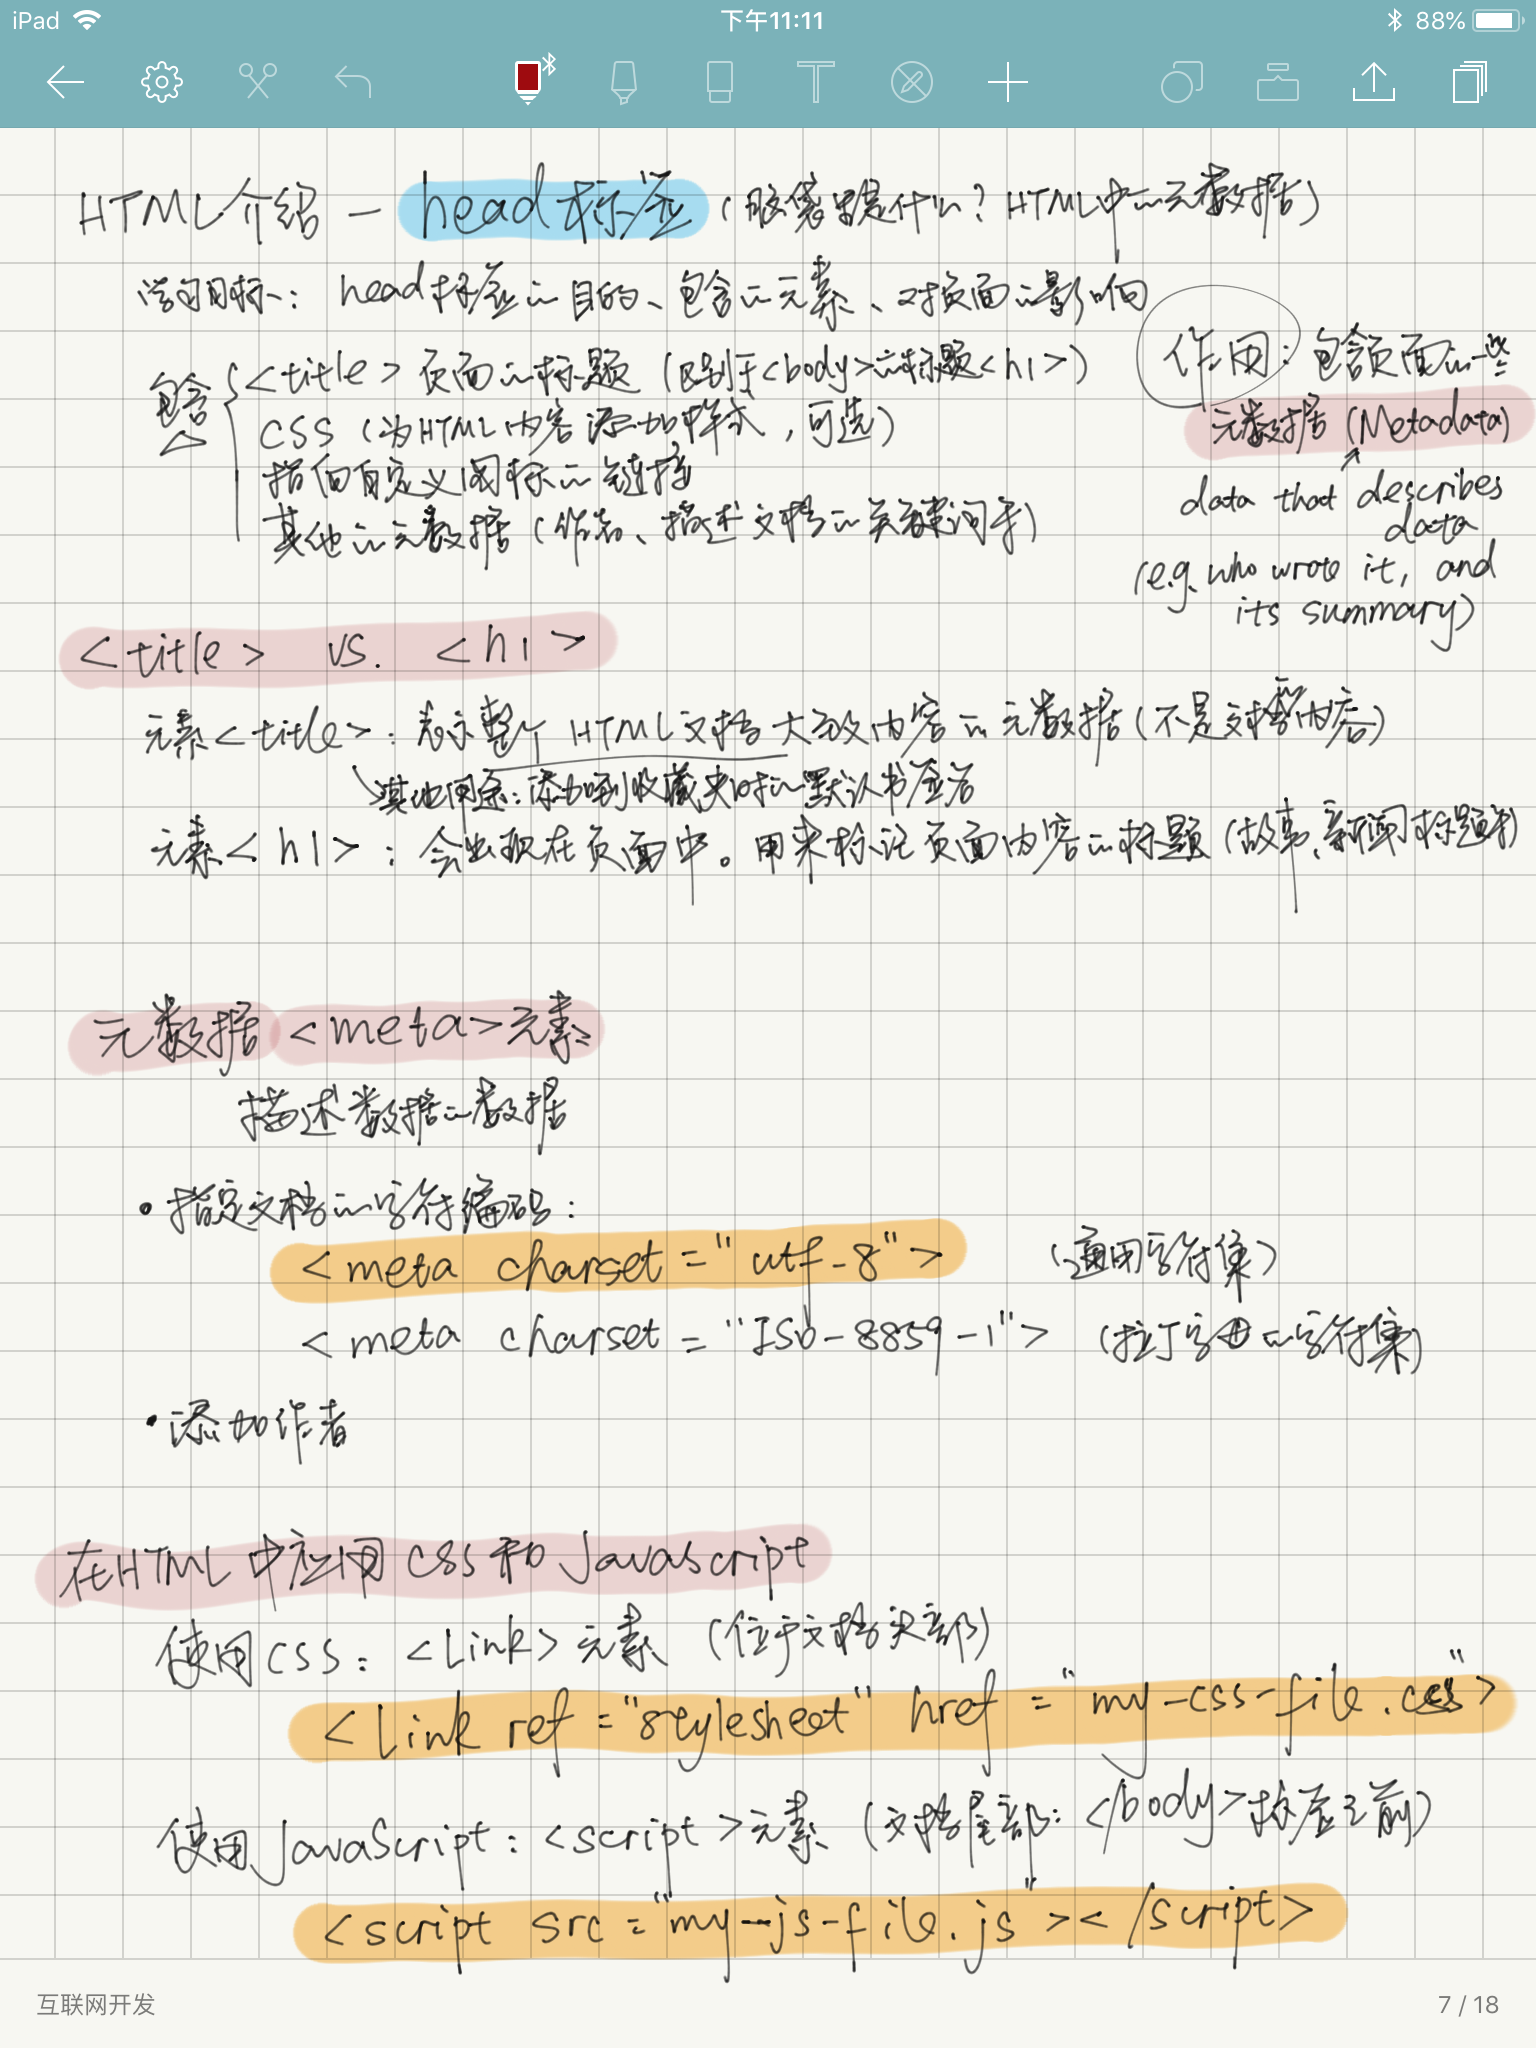 iPad 下午11:11 88%
HTML介绍 — head标签 (脑袋里是什么? HTML中的元数据)
学习目标: head标签的目的、包含的元素、对页面的影响
包含 <title> 页面的标题 (区别于<body>的标题<h1>)
CSS (为HTML内容添加样式, 可选)
指向自定义图标的链接
其他的元数据 (作者、描述文档的关键词等)
作用: 包含页面的一些
元数据 (Metadata)
data that describes
data
(e.g. who wrote it, and
its summary)
<title> vs. <h1>
元素<title>: 表示整个HTML文档大致内容的元数据 (不是文档内容)
其他用途: 添加到收藏夹时的默认书签名
元素<h1>: 会出现在页面中。用来标记页面内容的标题 (故事、新闻标题等)
元数据 <meta>元素
描述数据的数据
• 指定文档的字符编码:
<meta charset="utf-8"> (通用字符集)
<meta charset="ISO-8859-1"> (拉丁字母的字符集)
• 添加作者
在HTML中应用CSS和Javascript
使用CSS: <Link>元素 (位于文档头部)
<Link ref="stylesheet" href="my-css-file.css">
使用JavaScript: <script>元素 (文档尾部: </body>标签之前)
<script src="my-js-file.js"></script>
互联网开发 7 / 18